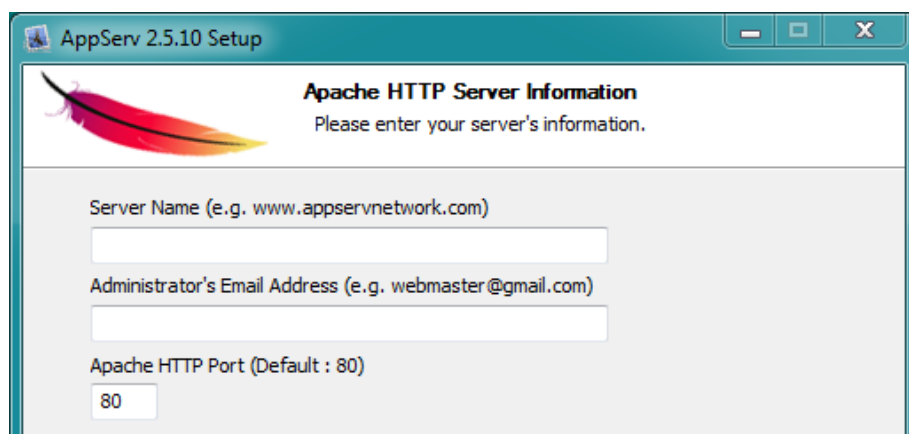 AppServ 2.5.10 Setup
Apache HTTP Server Information
Please enter your server's information.
Server Name (e.g. www.appservnetwork.com)
Administrator's Email Address (e.g. webmaster@gmail.com)
Apache HTTP Port (Default : 80)
80